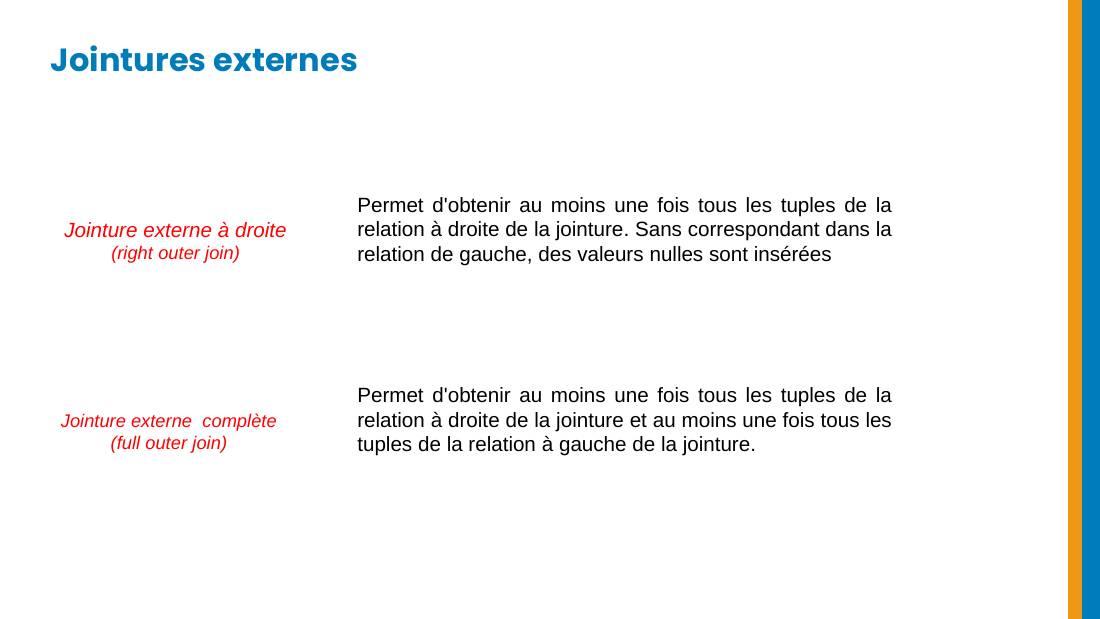 Jointures externes
Jointure externe à droite
(right outer join)
Permet d'obtenir au moins une fois tous les tuples de la
relation à droite de la jointure. Sans correspondant dans la
relation de gauche, des valeurs nulles sont insérées
Jointure externe  complète
(full outer join)
Permet d'obtenir au moins une fois tous les tuples de la
relation à droite de la jointure et au moins une fois tous les
tuples de la relation à gauche de la jointure.